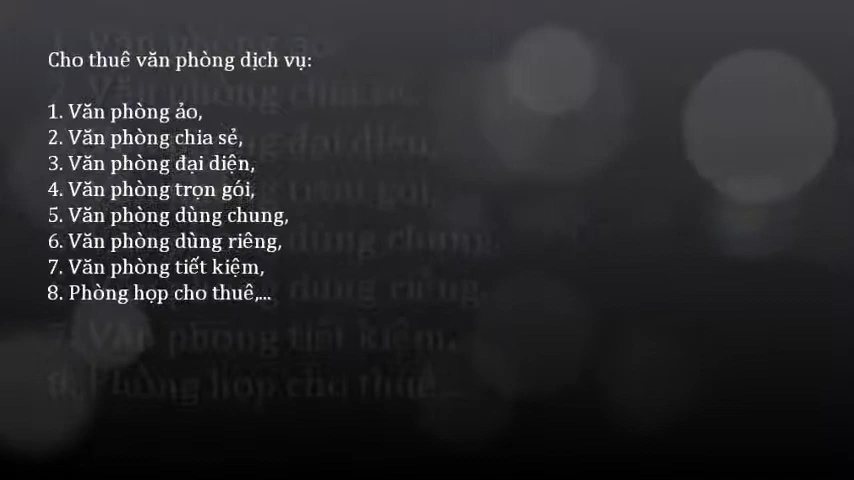 Cho thuê văn phòng dịch vụ:
1. Văn phòng ảo,
2. Văn phòng chia sẻ,
3. Văn phòng đại diện,
4. Văn phòng trọn gói,
5. Văn phòng dùng chung,
6. Văn phòng dùng riêng,
7. Văn phòng tiết kiệm,
8. Phòng họp cho thuê,...